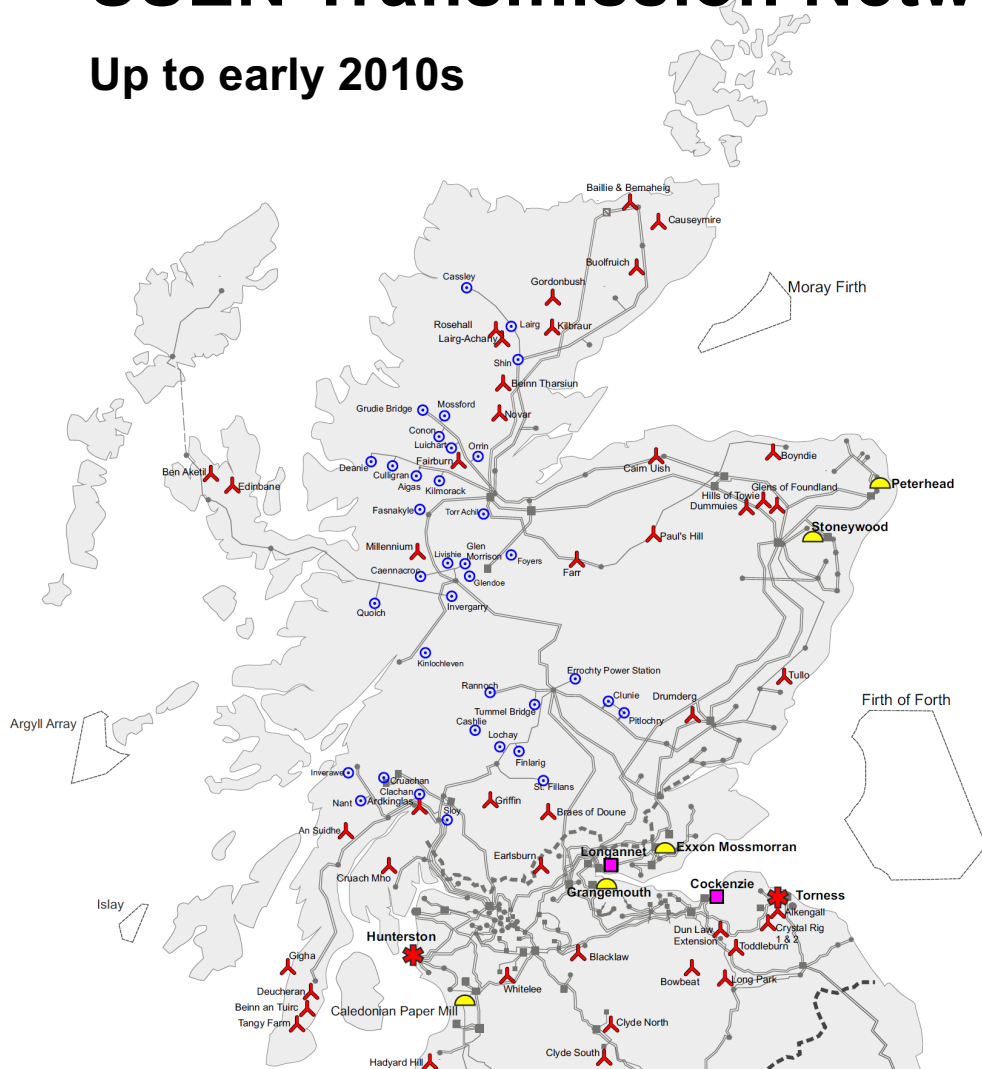 Up to early 2010s
Baillie & Bernaheig
Causeymire
Buolfruich
Cassley
Gordonbush
Moray Firth
Rosehall
Lairg
Kilbraur
Lairg-Achany
Shin
Beinn Tharsiun
Grudie Bridge
Mossford
Novar
Conon
Luichart
Orrin
Fairburn
Deanie
Culligran
Aigas
Kilmorack
Cairn Uish
Boyndie
Ben Aketil
Edinbane
Glens of Foundland
Peterhead
Hills of Towie
Dummuies
Fasnakyle
Torr Achilt
Stoneywood
Paul's Hill
Millennium
Glen
Morrison
Livishie
Foyers
Farr
Caennacroc
Glendoe
Quoich
Invergarry
Kinlochleven
Errochty Power Station
Tullo
Rannoch
Clunie
Drumderg
Tummel Bridge
Pitlochry
Firth of Forth
Cashlie
Argyll Array
Lochay
Finlarig
Inverawe
Cruachan
Clachan
St. Fillans
Nant
Ardkinglas
Griffin
Sloy
Braes of Doune
An Suidhe
Longannet
Exxon Mossmorran
Earlsburn
Cruach Mho
Grangemouth
Cockenzie
Torness
Islay
Aikengall
Hunterston
Dun Law
Extension
Crystal Rig
1 & 2
Toddleburn
Gigha
Blacklaw
Bowbeat
Long Park
Whitelee
Deucheran
Beinn an Tuirc
Caledonian Paper Mill
Tangy Farm
Clyde North
Clyde South
Hadyard Hill